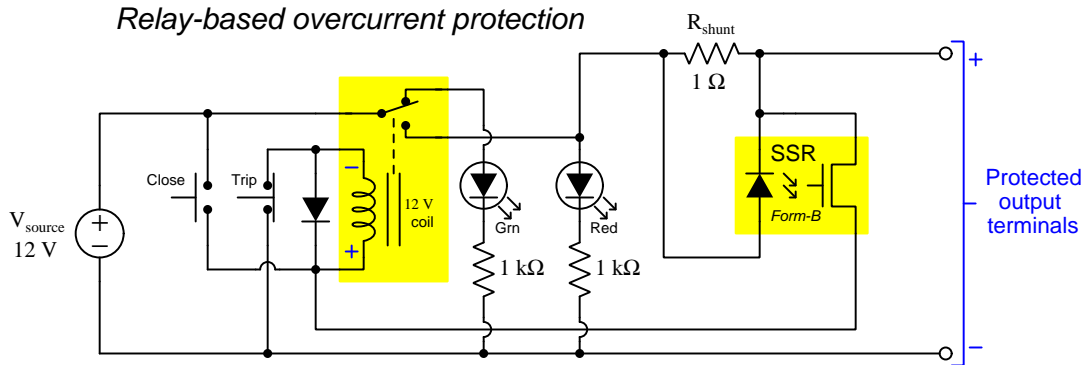 Relay-based overcurrent protection
Rshunt
1 Ω
+
SSR
Form-B
Close
Trip
−
+
12 V
coil
Grn
Red
Vsource
12 V
+
−
1 kΩ
1 kΩ
Protected
output
terminals
−